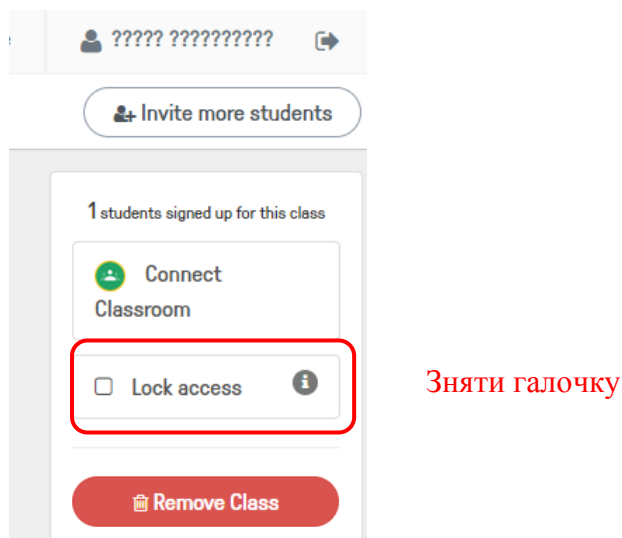 ????? ??????????
Invite more students
1 students signed up for this class
Connect
Classroom
Lock access
Зняти галочку
Remove Class